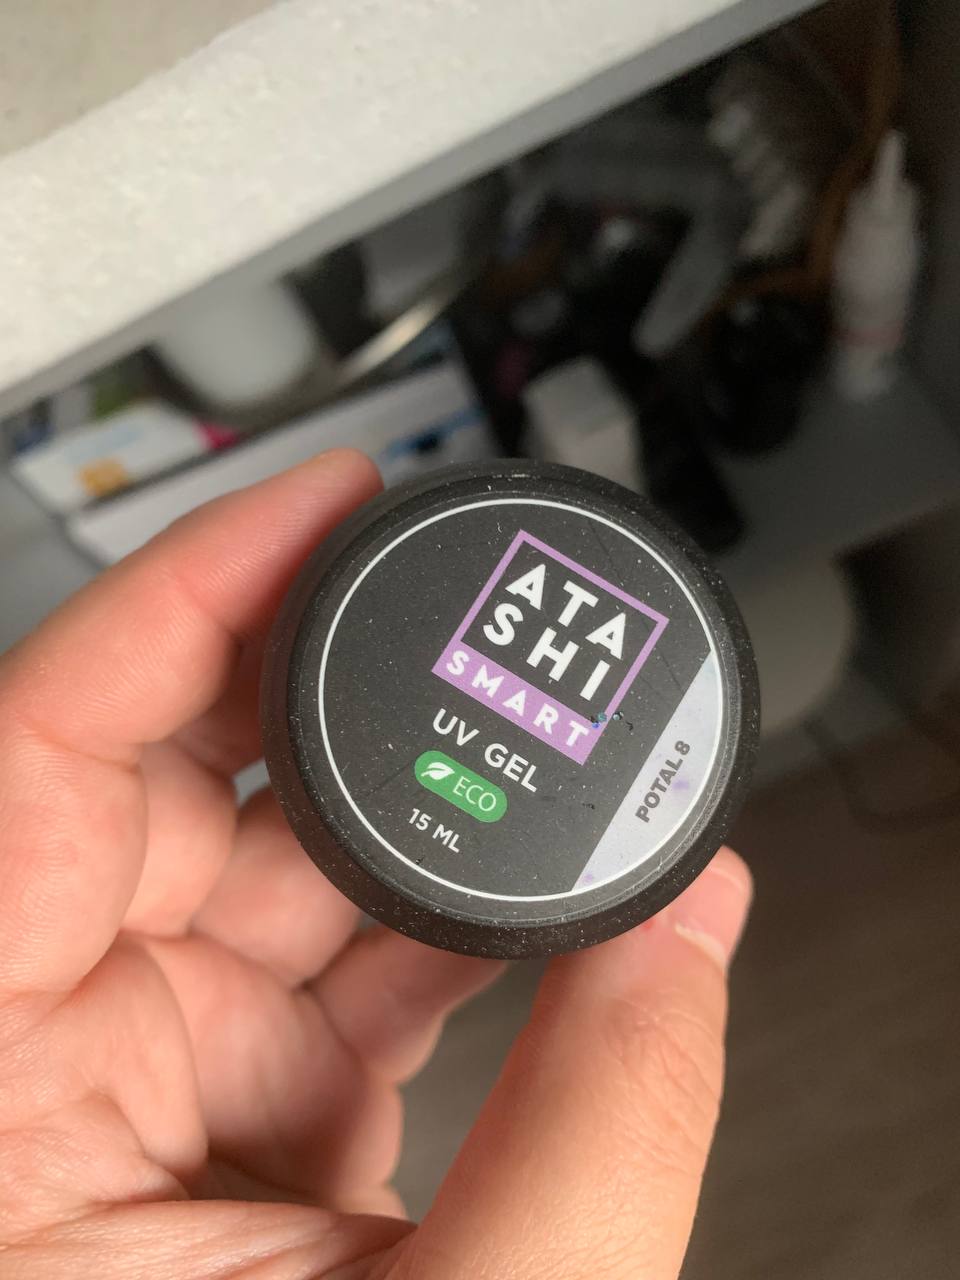 ATA
SHI
SMART
UV GEL
ECO
15 ML
POTAL 8